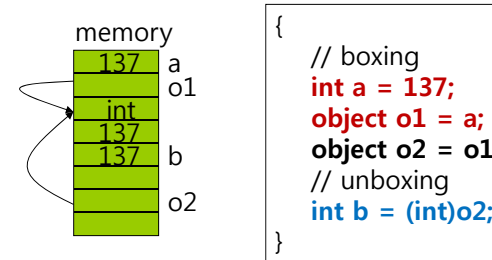 memory
137 a
o1
int
137
137 b
o2
{
// boxing
int a = 137;
object o1 = a;
object o2 = o1
// unboxing
int b = (int)o2;
}